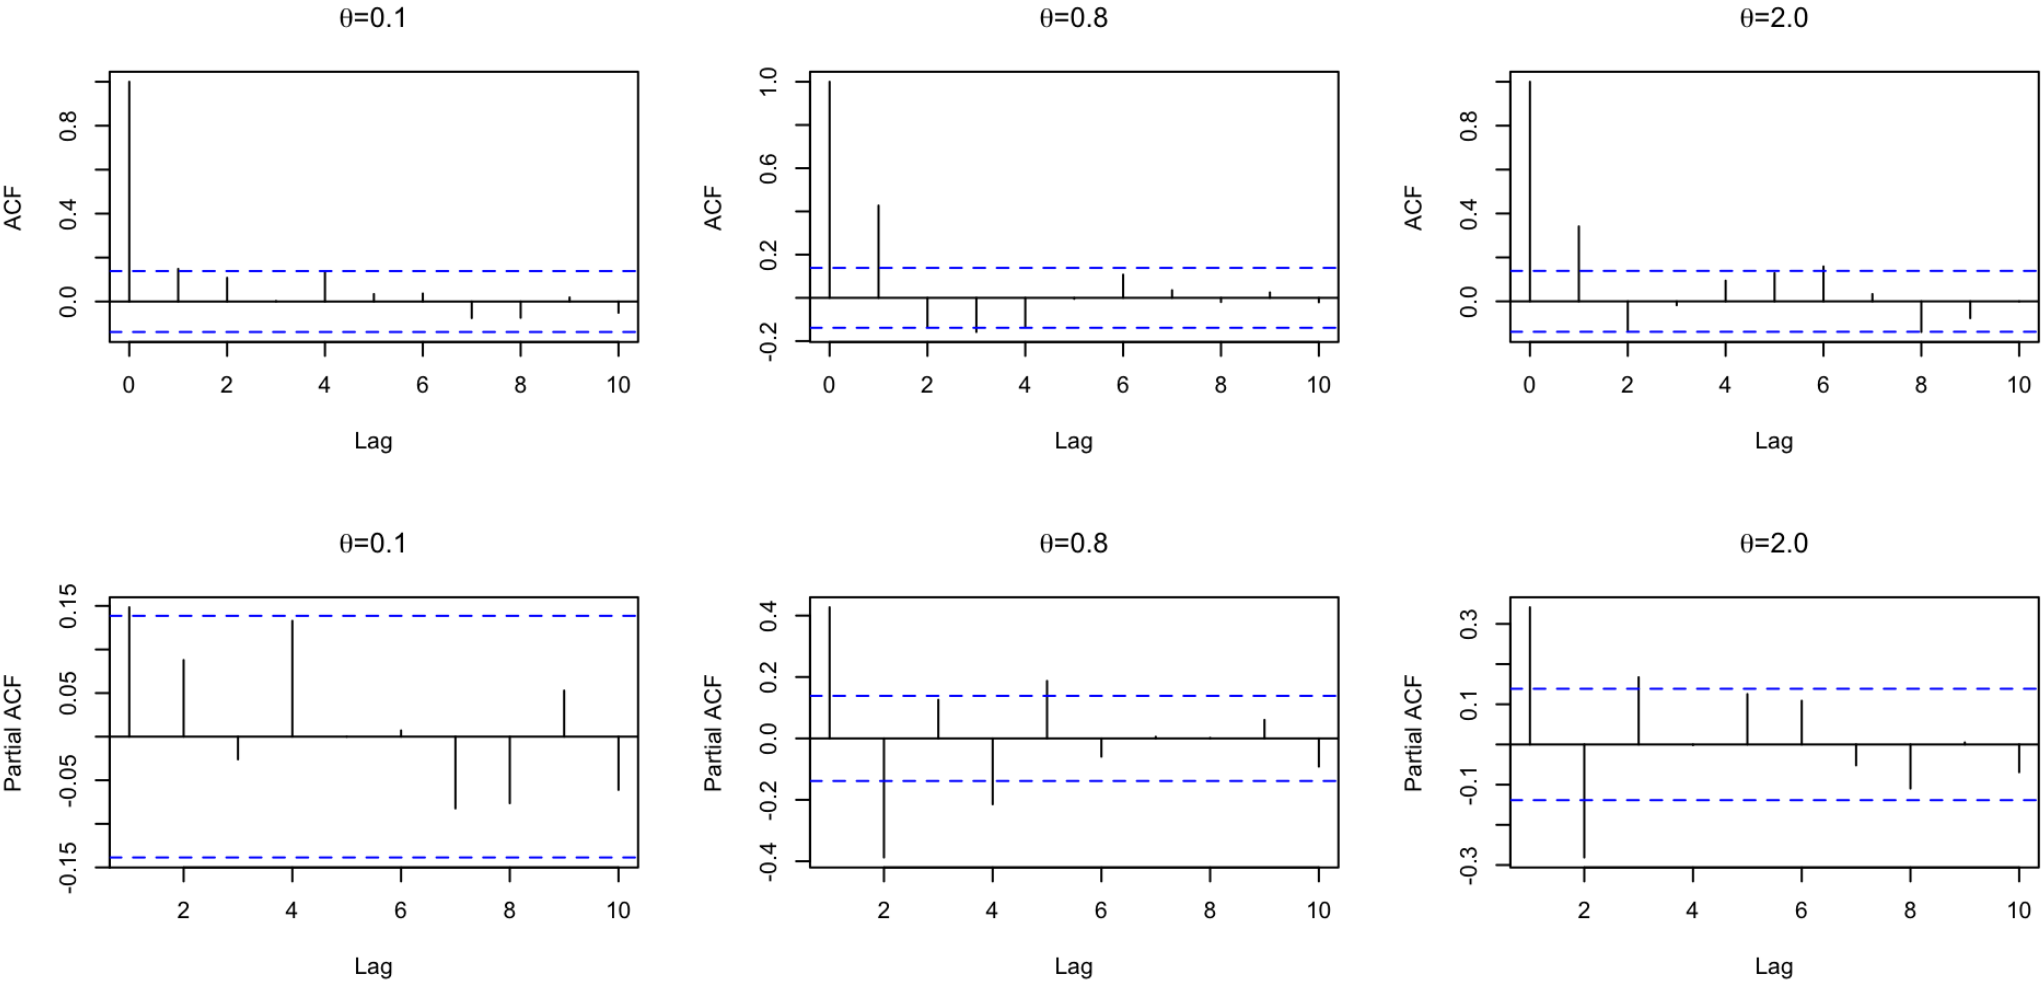 θ=0.1
θ=0.8
θ=2.0
ACF
0.0 0.4 0.8
0 2 4 6 8 10
Lag
ACF
-0.2 0.2 0.6 1.0
0 2 4 6 8 10
Lag
ACF
0.0 0.4 0.8
0 2 4 6 8 10
Lag
θ=0.1
θ=0.8
θ=2.0
Partial ACF
-0.15 -0.05 0.05 0.15
2 4 6 8 10
Lag
Partial ACF
-0.4 -0.2 0.0 0.2 0.4
2 4 6 8 10
Lag
Partial ACF
-0.3 -0.1 0.1 0.3
2 4 6 8 10
Lag